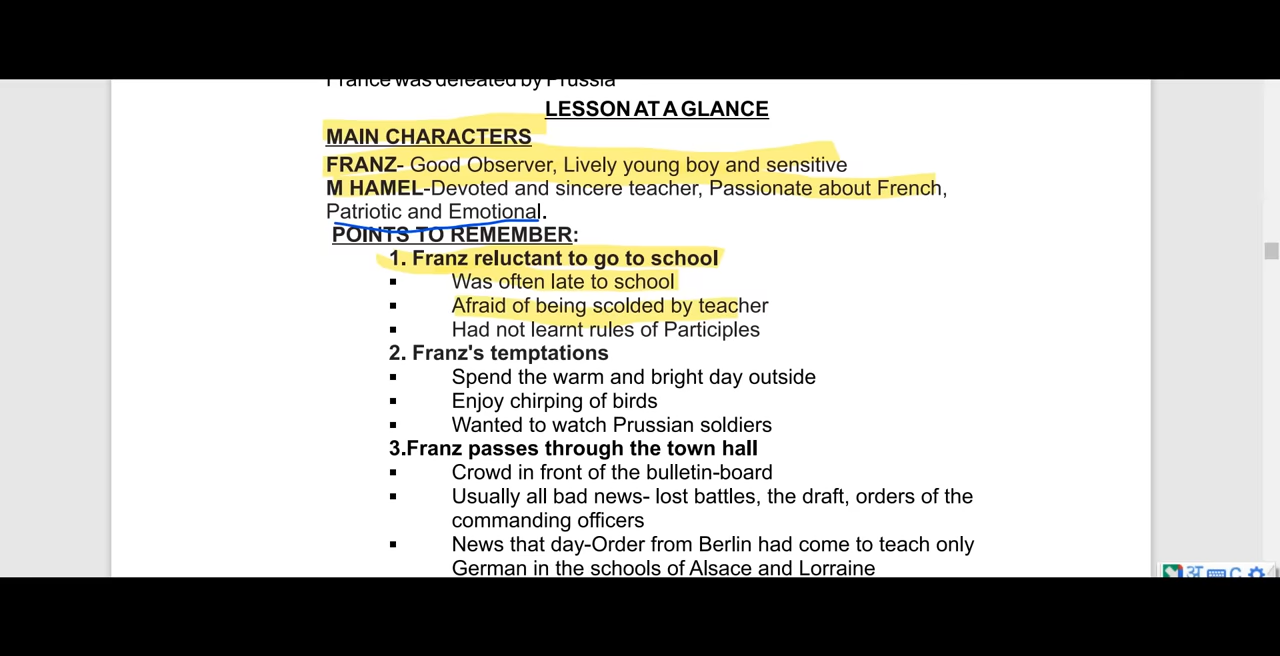 France was defeated by Prussia
LESSON AT A GLANCE
MAIN CHARACTERS
FRANZ- Good Observer, Lively young boy and sensitive
M HAMEL-Devoted and sincere teacher, Passionate about French,
Patriotic and Emotional.
POINTS TO REMEMBER:
1. Franz reluctant to go to school
▪ Was often late to school
▪ Afraid of being scolded by teacher
▪ Had not learnt rules of Participles
2. Franz's temptations
▪ Spend the warm and bright day outside
▪ Enjoy chirping of birds
▪ Wanted to watch Prussian soldiers
3.Franz passes through the town hall
▪ Crowd in front of the bulletin-board
▪ Usually all bad news- lost battles, the draft, orders of the
commanding officers
▪ News that day-Order from Berlin had come to teach only
German in the schools of Alsace and Lorraine
अ